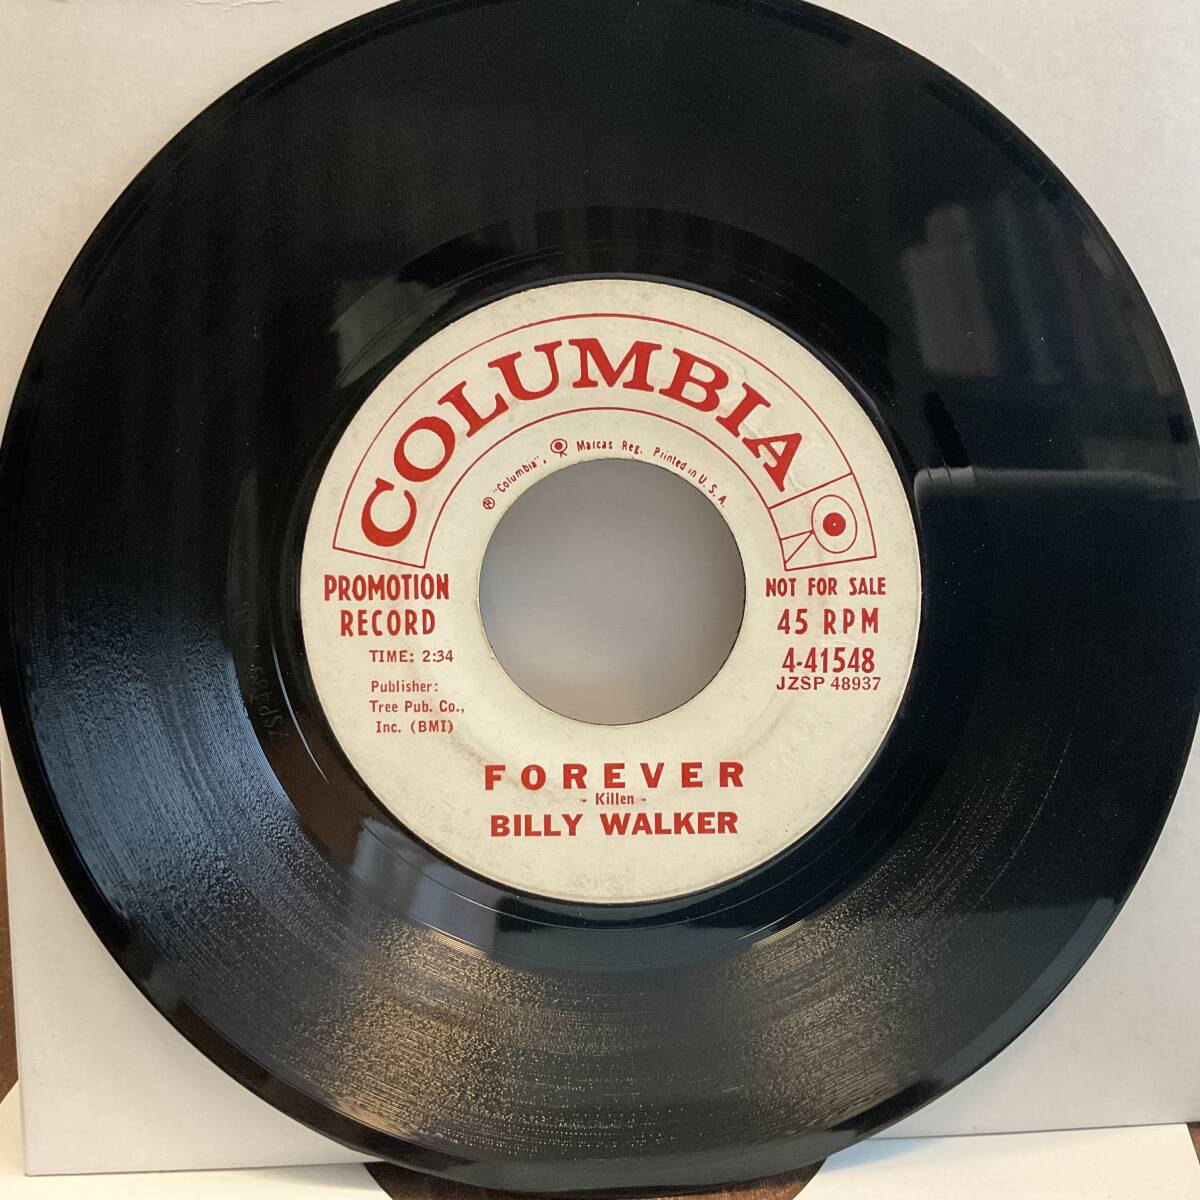 COLUMBIA
® "Columbia", Marcas Reg. Printed in U. S. A.
PROMOTION
RECORD
TIME: 2:34
Publisher:
Tree Pub. Co.,
Inc. (BMI)
NOT FOR SALE
45 RPM
4-41548
JZSP 48937
FOREVER
- Killen -
BILLY WALKER